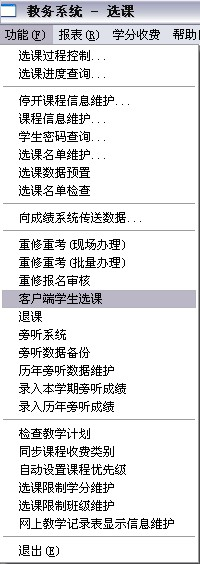 教务系统 - 选课
功能(F) 报表(R) 学分收费 帮助
选课过程控制...
选课进度查询...
停开课程信息维护...
课程信息维护...
学生密码查询...
选课名单维护...
选课数据预置
选课名单检查
向成绩系统传送数据...
重修重考(现场办理)
重修重考(批量办理)
重修报名审核
客户端学生选课
退课
旁听系统
旁听数据备份
历年旁听数据维护
录入本学期旁听成绩
录入历年旁听成绩
检查教学计划
同步课程收费类别
自动设置课程优先级
选课限制学分维护
选课限制班级维护
网上教学记录表显示信息维护
退出(E)